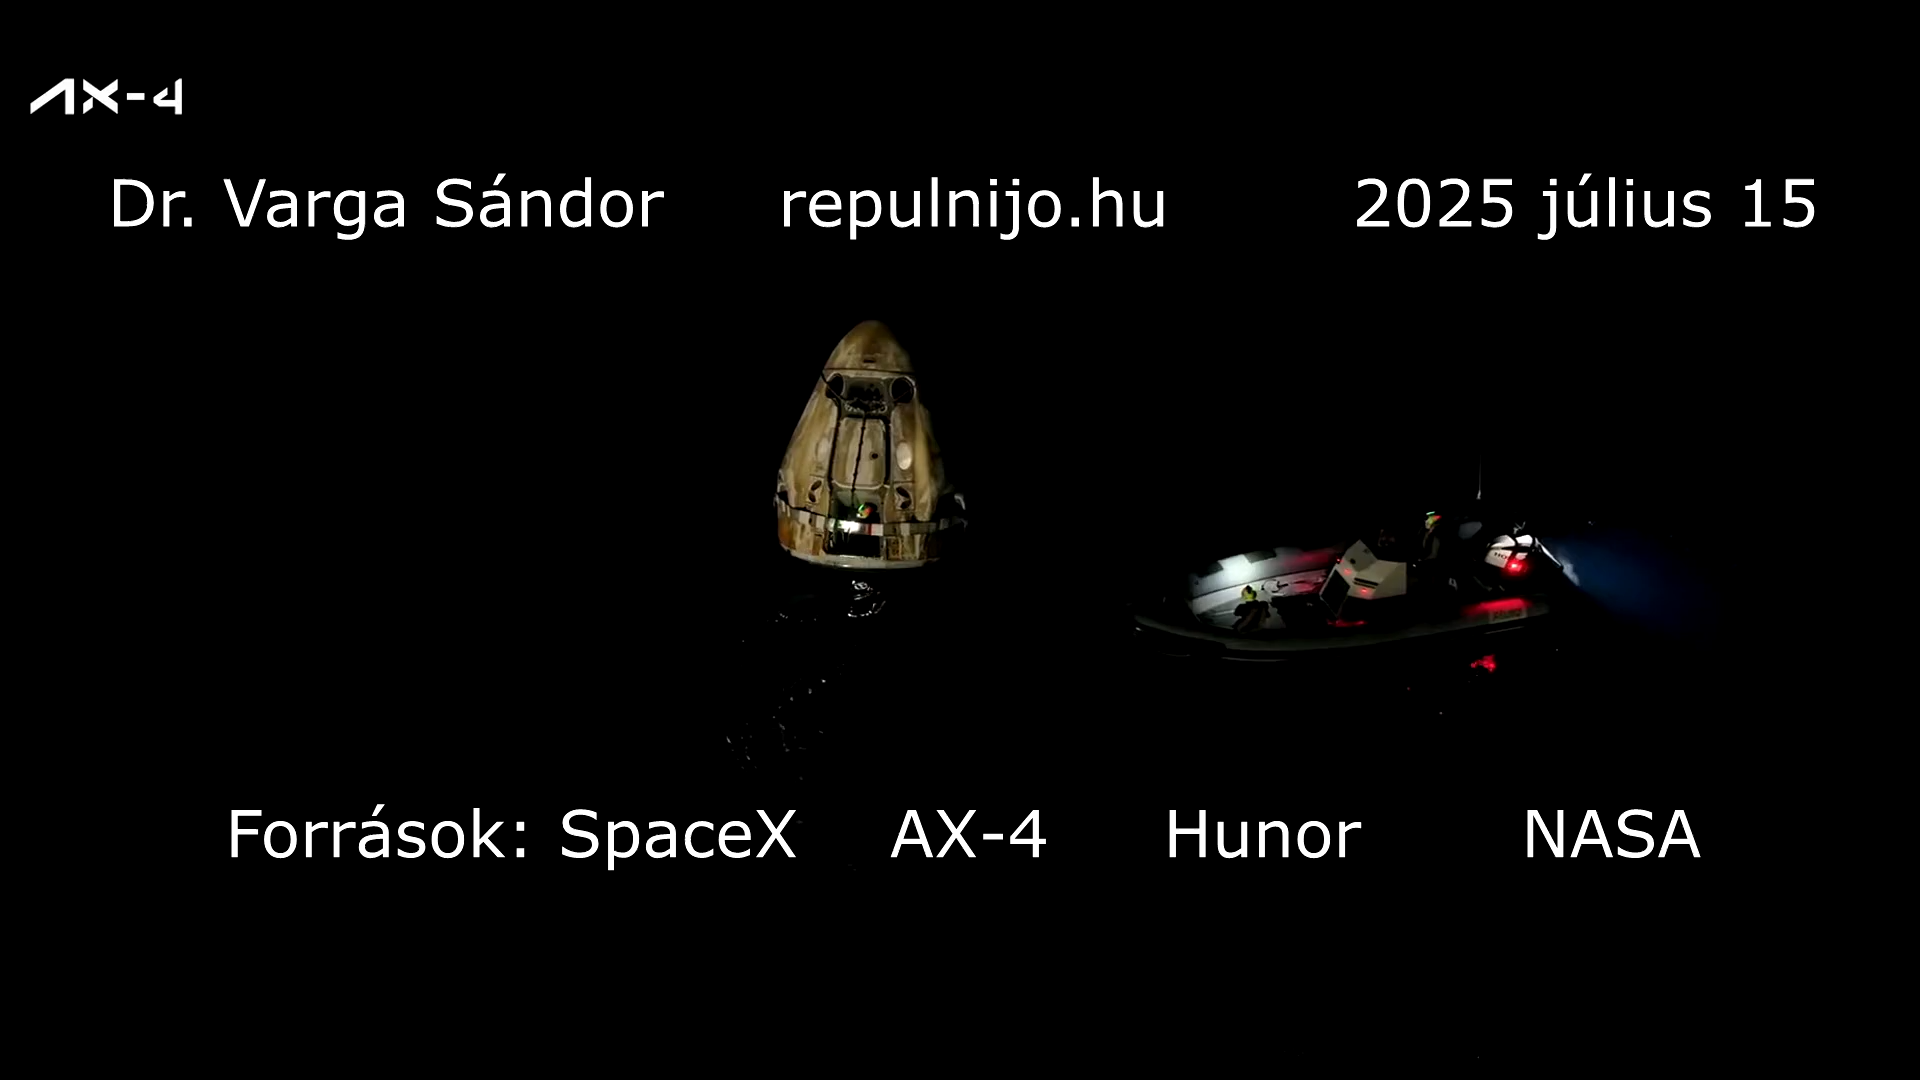 AX-4
Dr. Varga Sándor repulnijo.hu 2025 július 15
Források: SpaceX AX-4 Hunor NASA